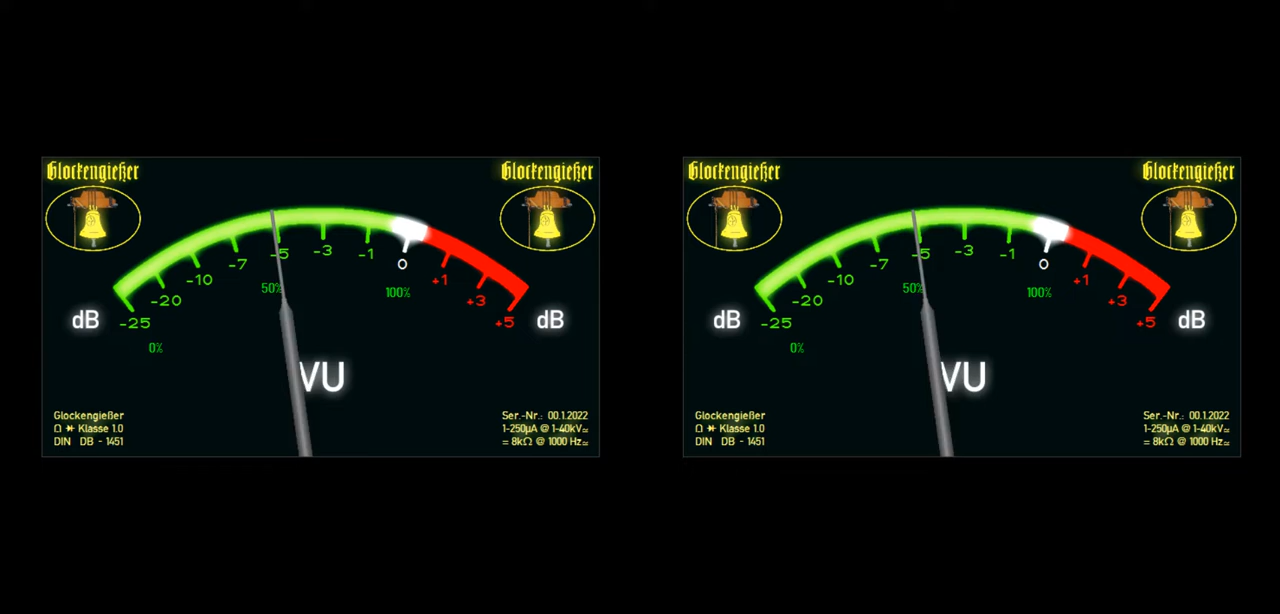 Glockengießer Glockengießer
-25 -20 -10 -7 -5 -3 -1 0 +1 +3 +5
0% 50% 100%
dB dB
VU
Glockengießer
Klasse 1.0
DIN DB - 1451
Ser.-Nr.: 00.1.2022
1-250µA @ 1-40kV≃
= 8kΩ @ 1000 Hz≃
Glockengießer Glockengießer
-25 -20 -10 -7 -5 -3 -1 0 +1 +3 +5
0% 50% 100%
dB dB
VU
Glockengießer
Klasse 1.0
DIN DB - 1451
Ser.-Nr.: 00.1.2022
1-250µA @ 1-40kV≃
= 8kΩ @ 1000 Hz≃